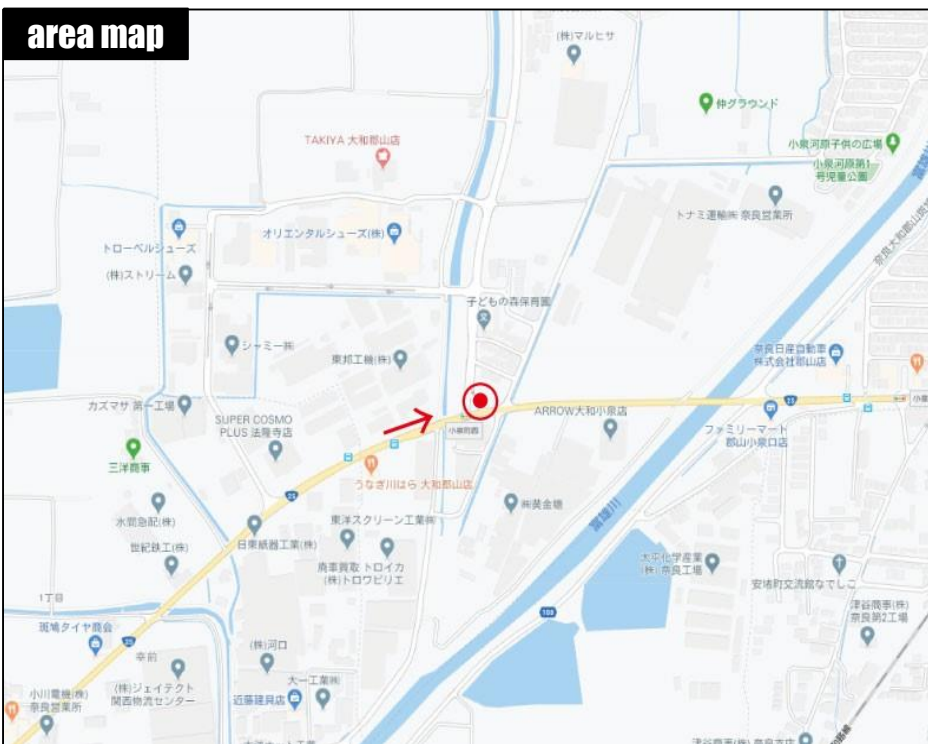 area map
(株)マルヒサ
仲グラウンド
TAKIYA 大和郡山店
小泉河原子供の広場
小泉河原第1
号児童公園
トナミ運輸㈱ 奈良営業所
オリエンタルシューズ(株)
トローベルシューズ
(株)ストリーム
子どもの森保育園
シャミー㈱
東邦工機(株)
奈良日産自動車
株式会社郡山店
カズマサ 第一工場
SUPER COSMO
PLUS 法隆寺店
ARROW大和小泉店
25
ファミリーマート
郡山小泉口店
三洋商事
うなぎ川はら 大和郡山店
25
㈱黄金糖
富雄川
水間急配(株)
東洋スクリーン工業㈱
日東紙器工業(株)
世紀鉄工(株)
廃車買取 トロイカ
(株)トロワビリエ
太平化学産業
(株) 奈良工場
安堵町交流館なでしこ
1丁目
108
津谷商事(株)
奈良第2工場
斑鳩タイヤ商会
25
幸前
(株)河口
(株)ジェイテクト
関西物流センター
大一工業㈱
小川電機(株)
奈良営業所
近藤建具店
津谷商事(株) 奈良本店